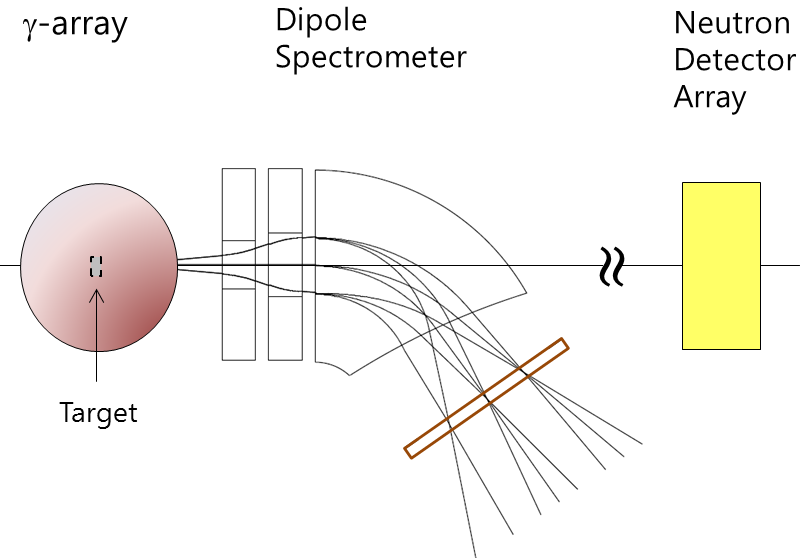 γ-array
Dipole
Spectrometer
Neutron
Detector
Array
Target